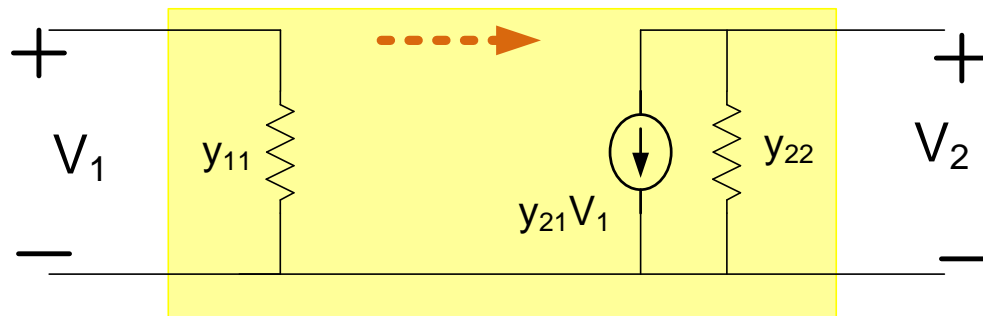 +
+
V₁
y₁₁
y₂₁V₁
y₂₂
V₂
−
−